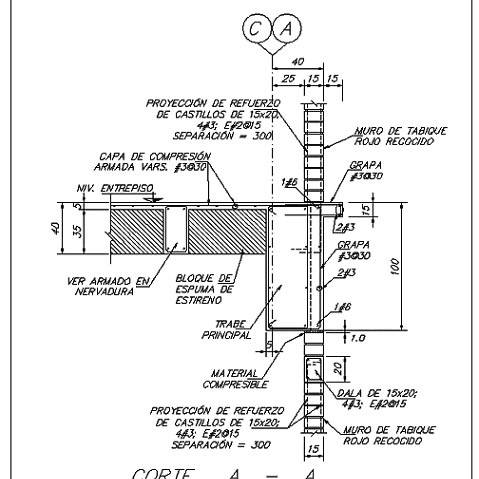 C A
40
25 15 15
PROYECCIÓN DE REFUERZO
DE CASTILLOS DE 15x20;
4#3; E#2@15
SEPARACIÓN = 300
MURO DE TABIQUE
ROJO RECOCIDO
CAPA DE COMPRESIÓN
ARMADA VARS. #3@30
GRAPA
#3@30
1#6
NIV. ENTREPISO
5
40
35
15
2#3
GRAPA
#3@30
100
2#3
VER ARMADO EN
NERVADURA
BLOQUE DE
ESPUMA DE
ESTIRENO
1#6
TRABE
PRINCIPAL
5
1.0
MATERIAL
COMPRESIBLE
20
DALA DE 15x20;
4#3; E#2@15
PROYECCIÓN DE REFUERZO
DE CASTILLOS DE 15x20;
4#3; E#2@15
SEPARACIÓN = 300
MURO DE TABIQUE
ROJO RECOCIDO
15
CORTE A - A